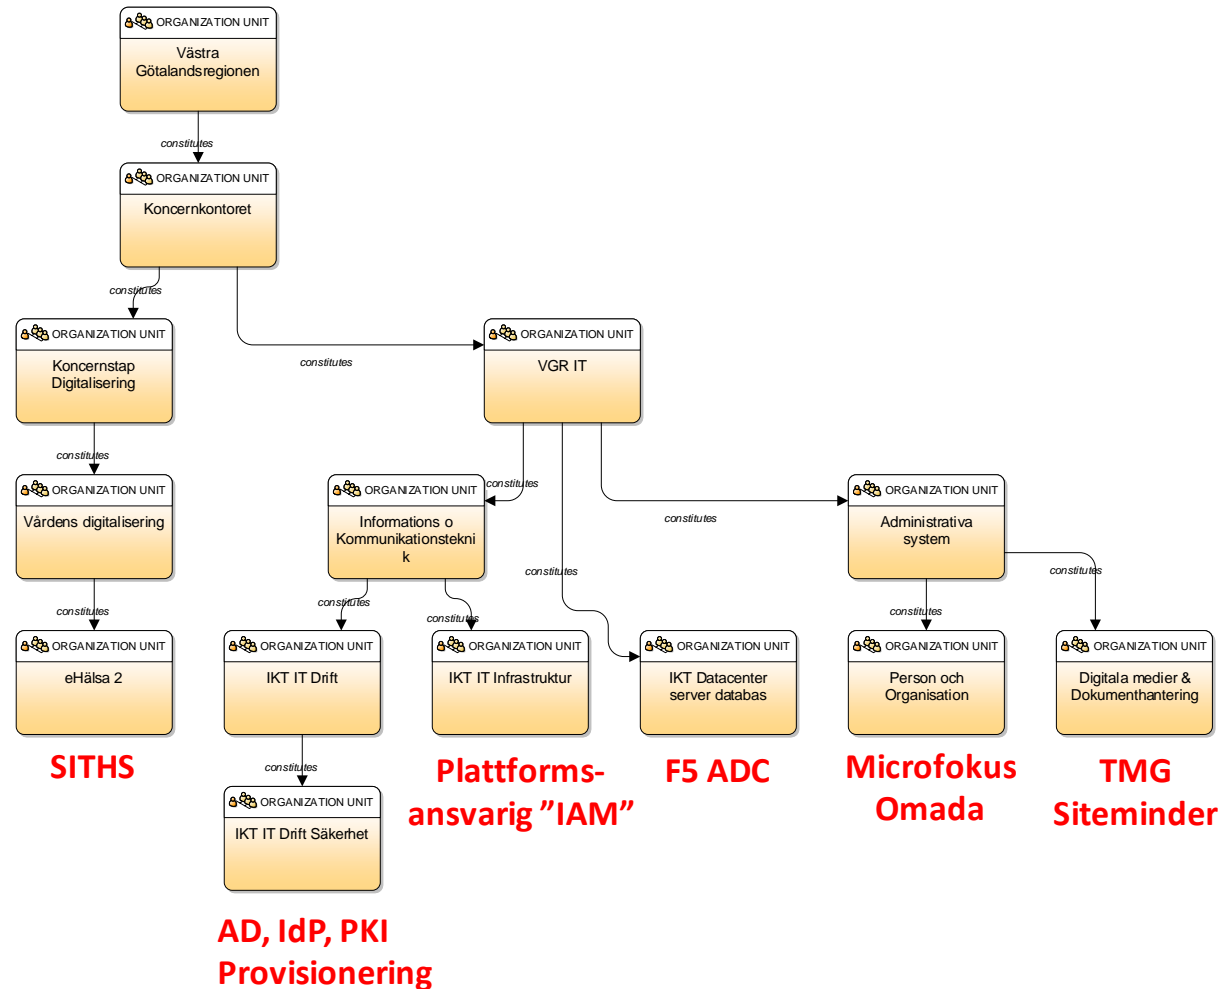 ORGANIZATION UNIT
Västra
Götalandsregionen
constitutes
ORGANIZATION UNIT
Koncernkontoret
constitutes
constitutes
ORGANIZATION UNIT
Koncernstap
Digitalisering
ORGANIZATION UNIT
VGR IT
constitutes
constitutes
constitutes
constitutes
ORGANIZATION UNIT
Vårdens digitalisering
ORGANIZATION UNIT
Informations o
Kommunikationstekni
k
ORGANIZATION UNIT
Administrativa
system
constitutes
constitutes
constitutes
constitutes
constitutes
ORGANIZATION UNIT
eHälsa 2
ORGANIZATION UNIT
IKT IT Drift
ORGANIZATION UNIT
IKT IT Infrastruktur
ORGANIZATION UNIT
IKT Datacenter
server databas
ORGANIZATION UNIT
Person och
Organisation
ORGANIZATION UNIT
Digitala medier &
Dokumenthantering
SITHS
constitutes
Plattforms-
ansvarig ”IAM”
F5 ADC
Microfokus
Omada
TMG
Siteminder
ORGANIZATION UNIT
IKT IT Drift Säkerhet
AD, IdP, PKI
Provisionering